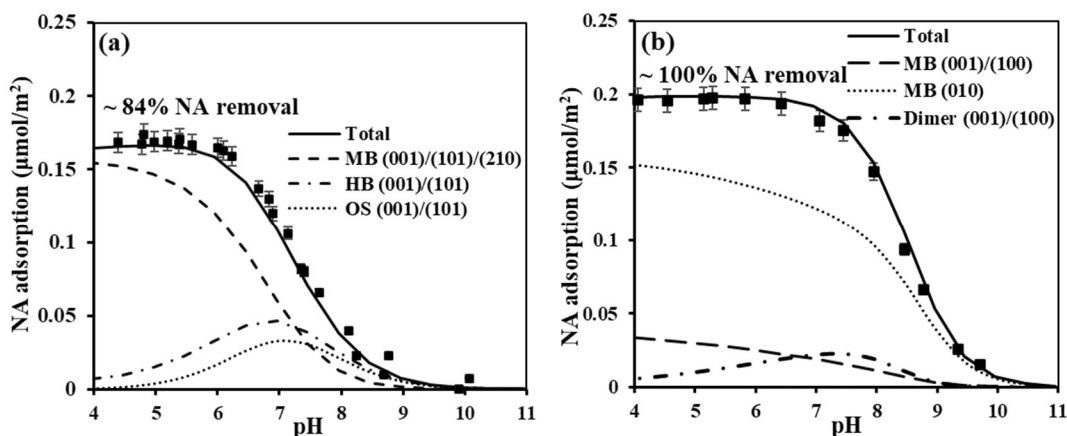 (a)
~ 84% NA removal
Total
MB (001)/(101)/(210)
HB (001)/(101)
OS (001)/(101)
NA adsorption (µmol/m²)
0.25
0.2
0.15
0.1
0.05
0
4 5 6 7 8 9 10 11
pH
(b)
~ 100% NA removal
Total
MB (001)/(100)
MB (010)
Dimer (001)/(100)
NA adsorption (µmol/m²)
0.25
0.2
0.15
0.1
0.05
0
4 5 6 7 8 9 10 11
pH